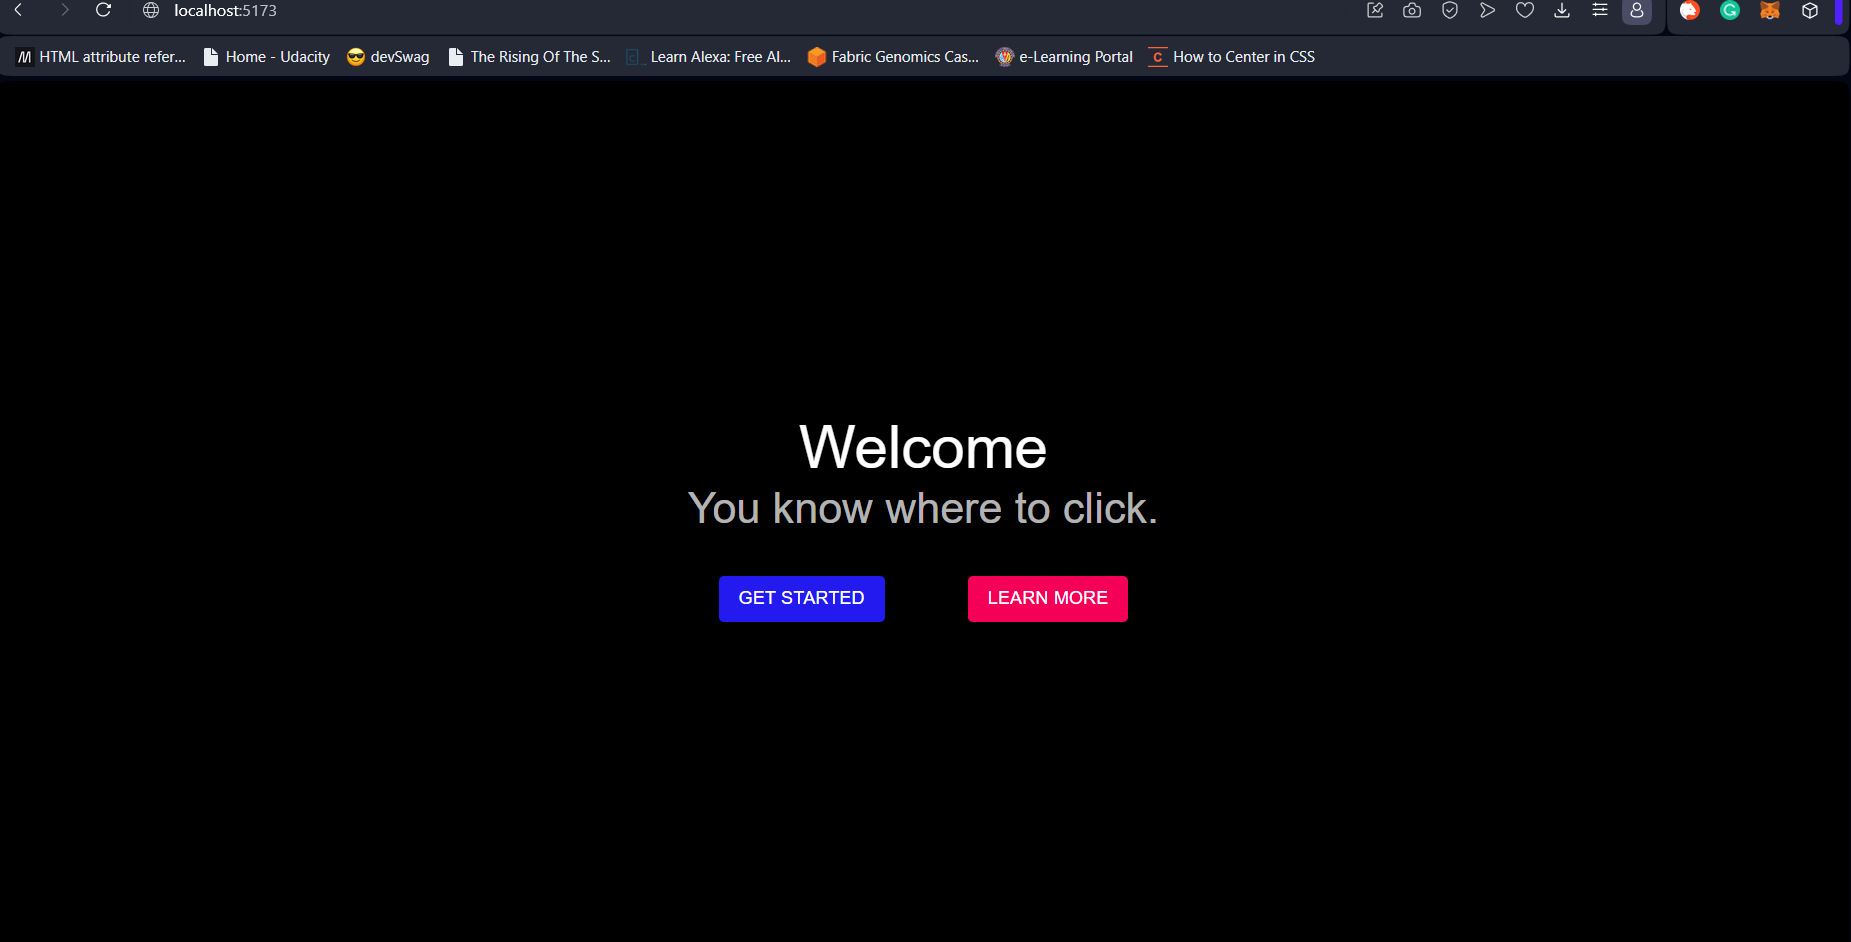 localhost:5173
HTML attribute refer... Home - Udacity devSwag The Rising Of The S... Learn Alexa: Free Al... Fabric Genomics Cas... e-Learning Portal How to Center in CSS
Welcome
You know where to click.
GET STARTED LEARN MORE